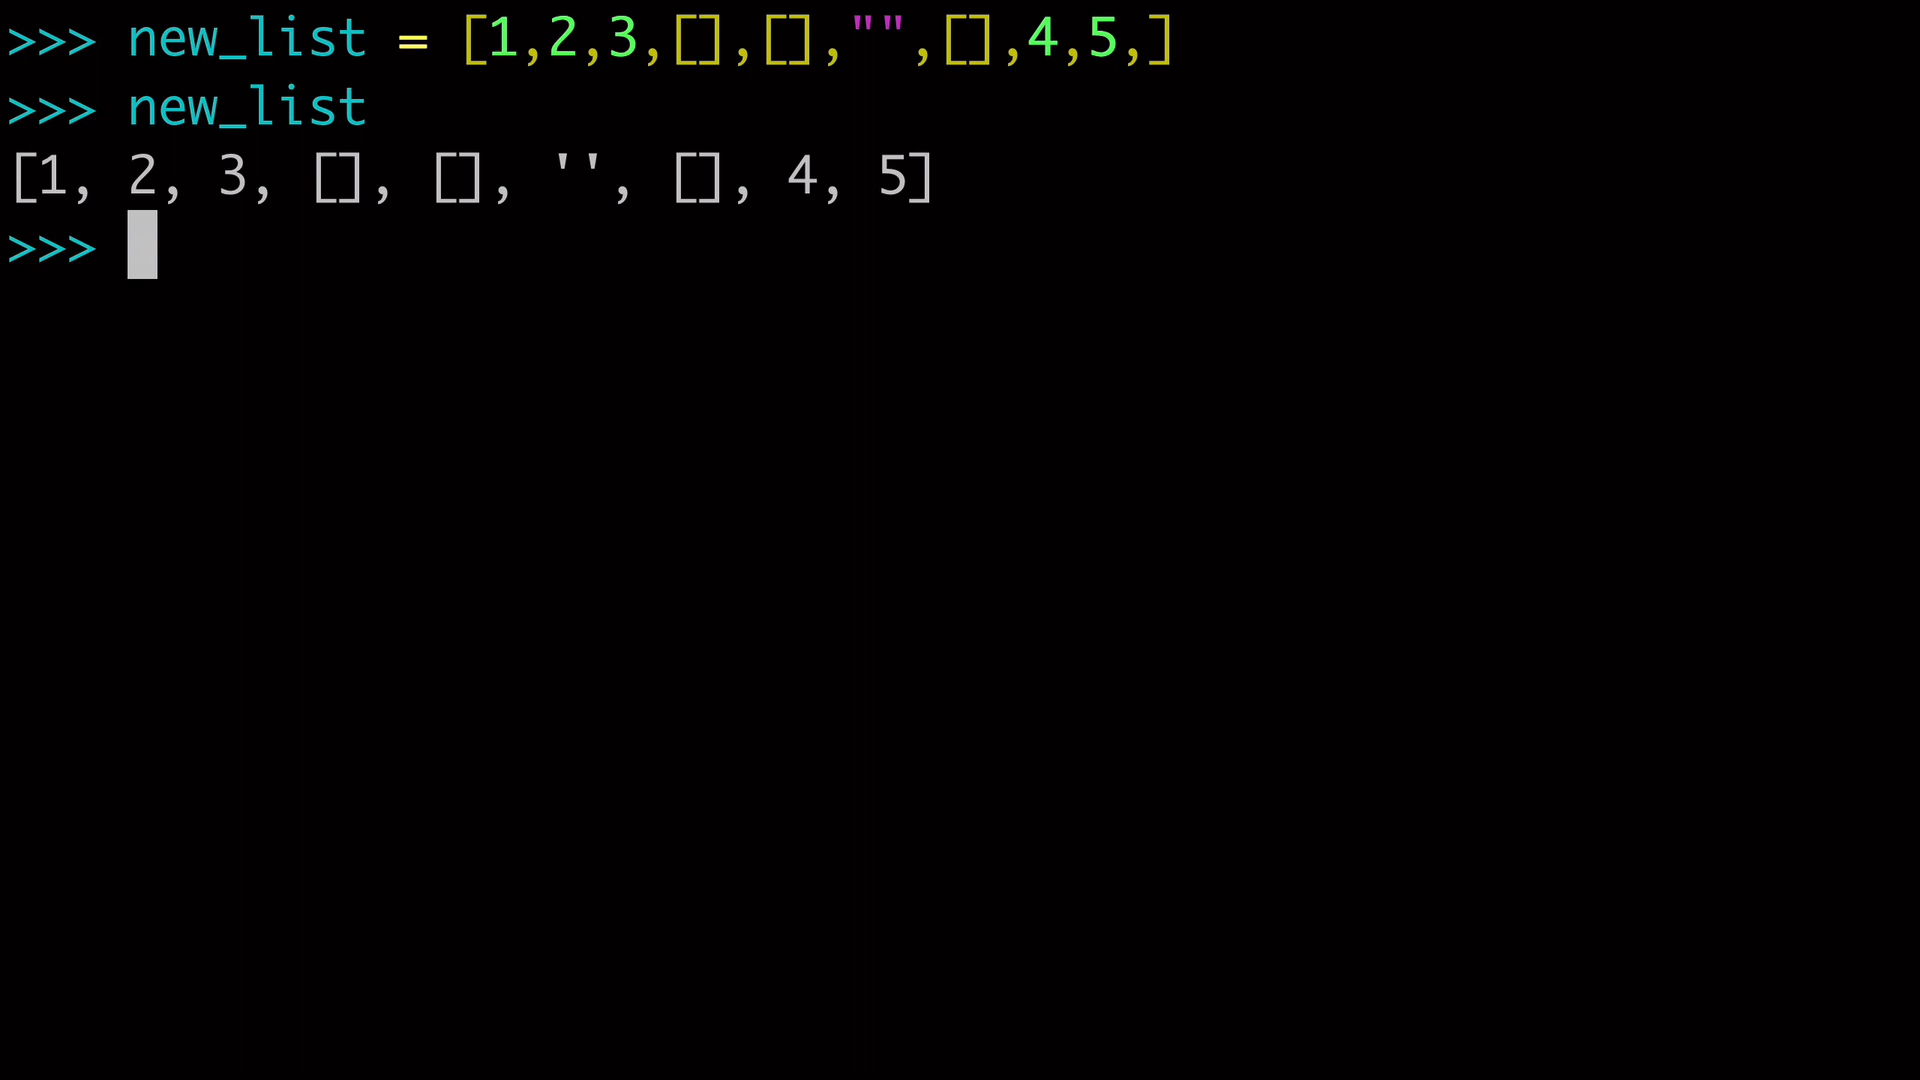 >>> new_list = [1,2,3,[],[],"",[],4,5,]
>>> new_list
[1, 2, 3, [], [], '', [], 4, 5]
>>>